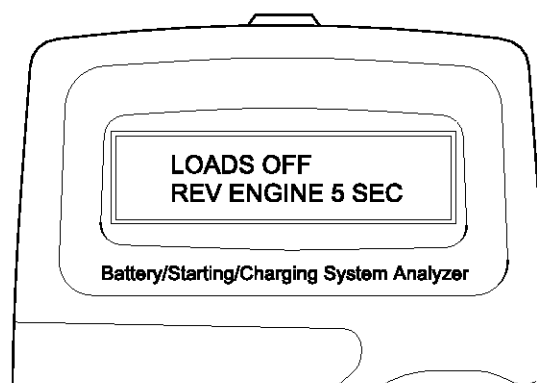 LOADS OFF
REV ENGINE 5 SEC
Battery/Starting/Charging System Analyzer